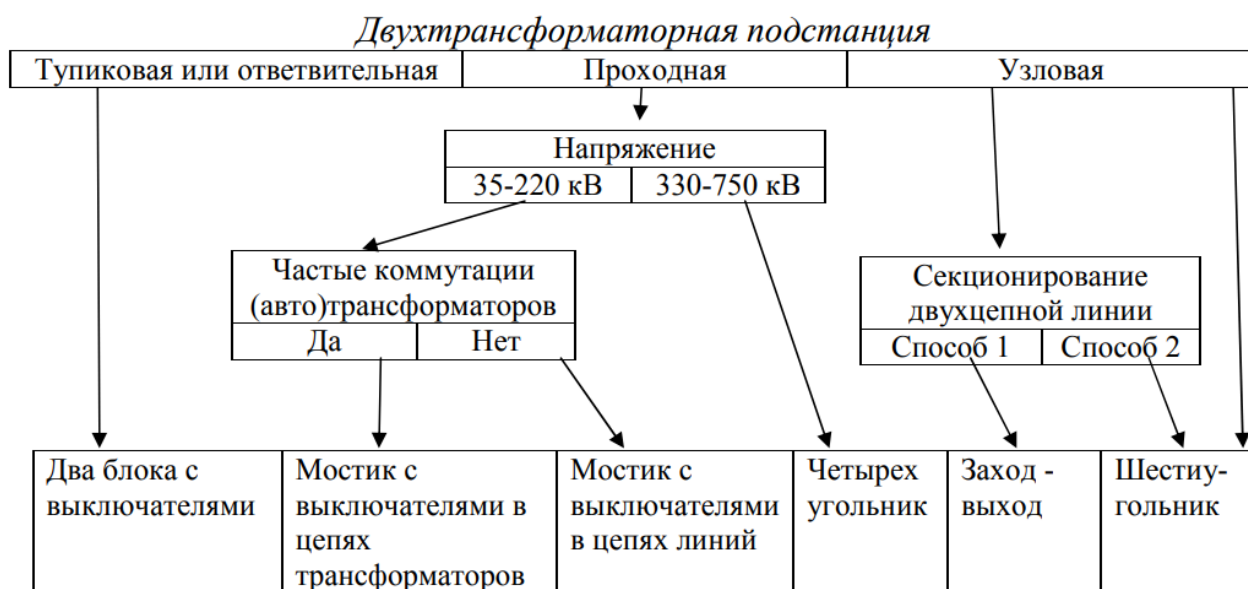 Двухтрансформаторная подстанция
Тупиковая или ответвительная
Проходная
Узловая
Напряжение
35-220 кВ
330-750 кВ
Частые коммутации
(авто)трансформаторов
Да
Нет
Секционирование
двухцепной линии
Способ 1
Способ 2
Два блока с
выключателями
Мостик с
выключателями в
цепях
трансформаторов
Мостик с
выключателями
в цепях линий
Четырех
угольник
Заход -
выход
Шестиу-
гольник